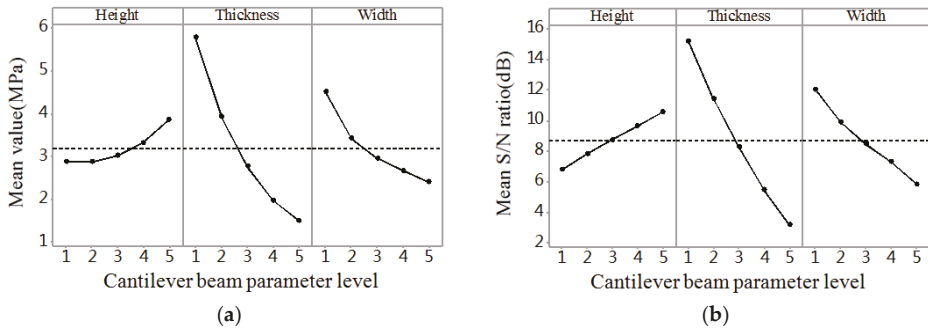 Height Thickness Width
6
5
4
3
2
1
Mean value(MPa)
1 2 3 4 5 1 2 3 4 5 1 2 3 4 5
Cantilever beam parameter level
(a)
Height Thickness Width
16
14
12
10
8
6
4
2
Mean S/N ratio(dB)
1 2 3 4 5 1 2 3 4 5 1 2 3 4 5
Cantilever beam parameter level
(b)